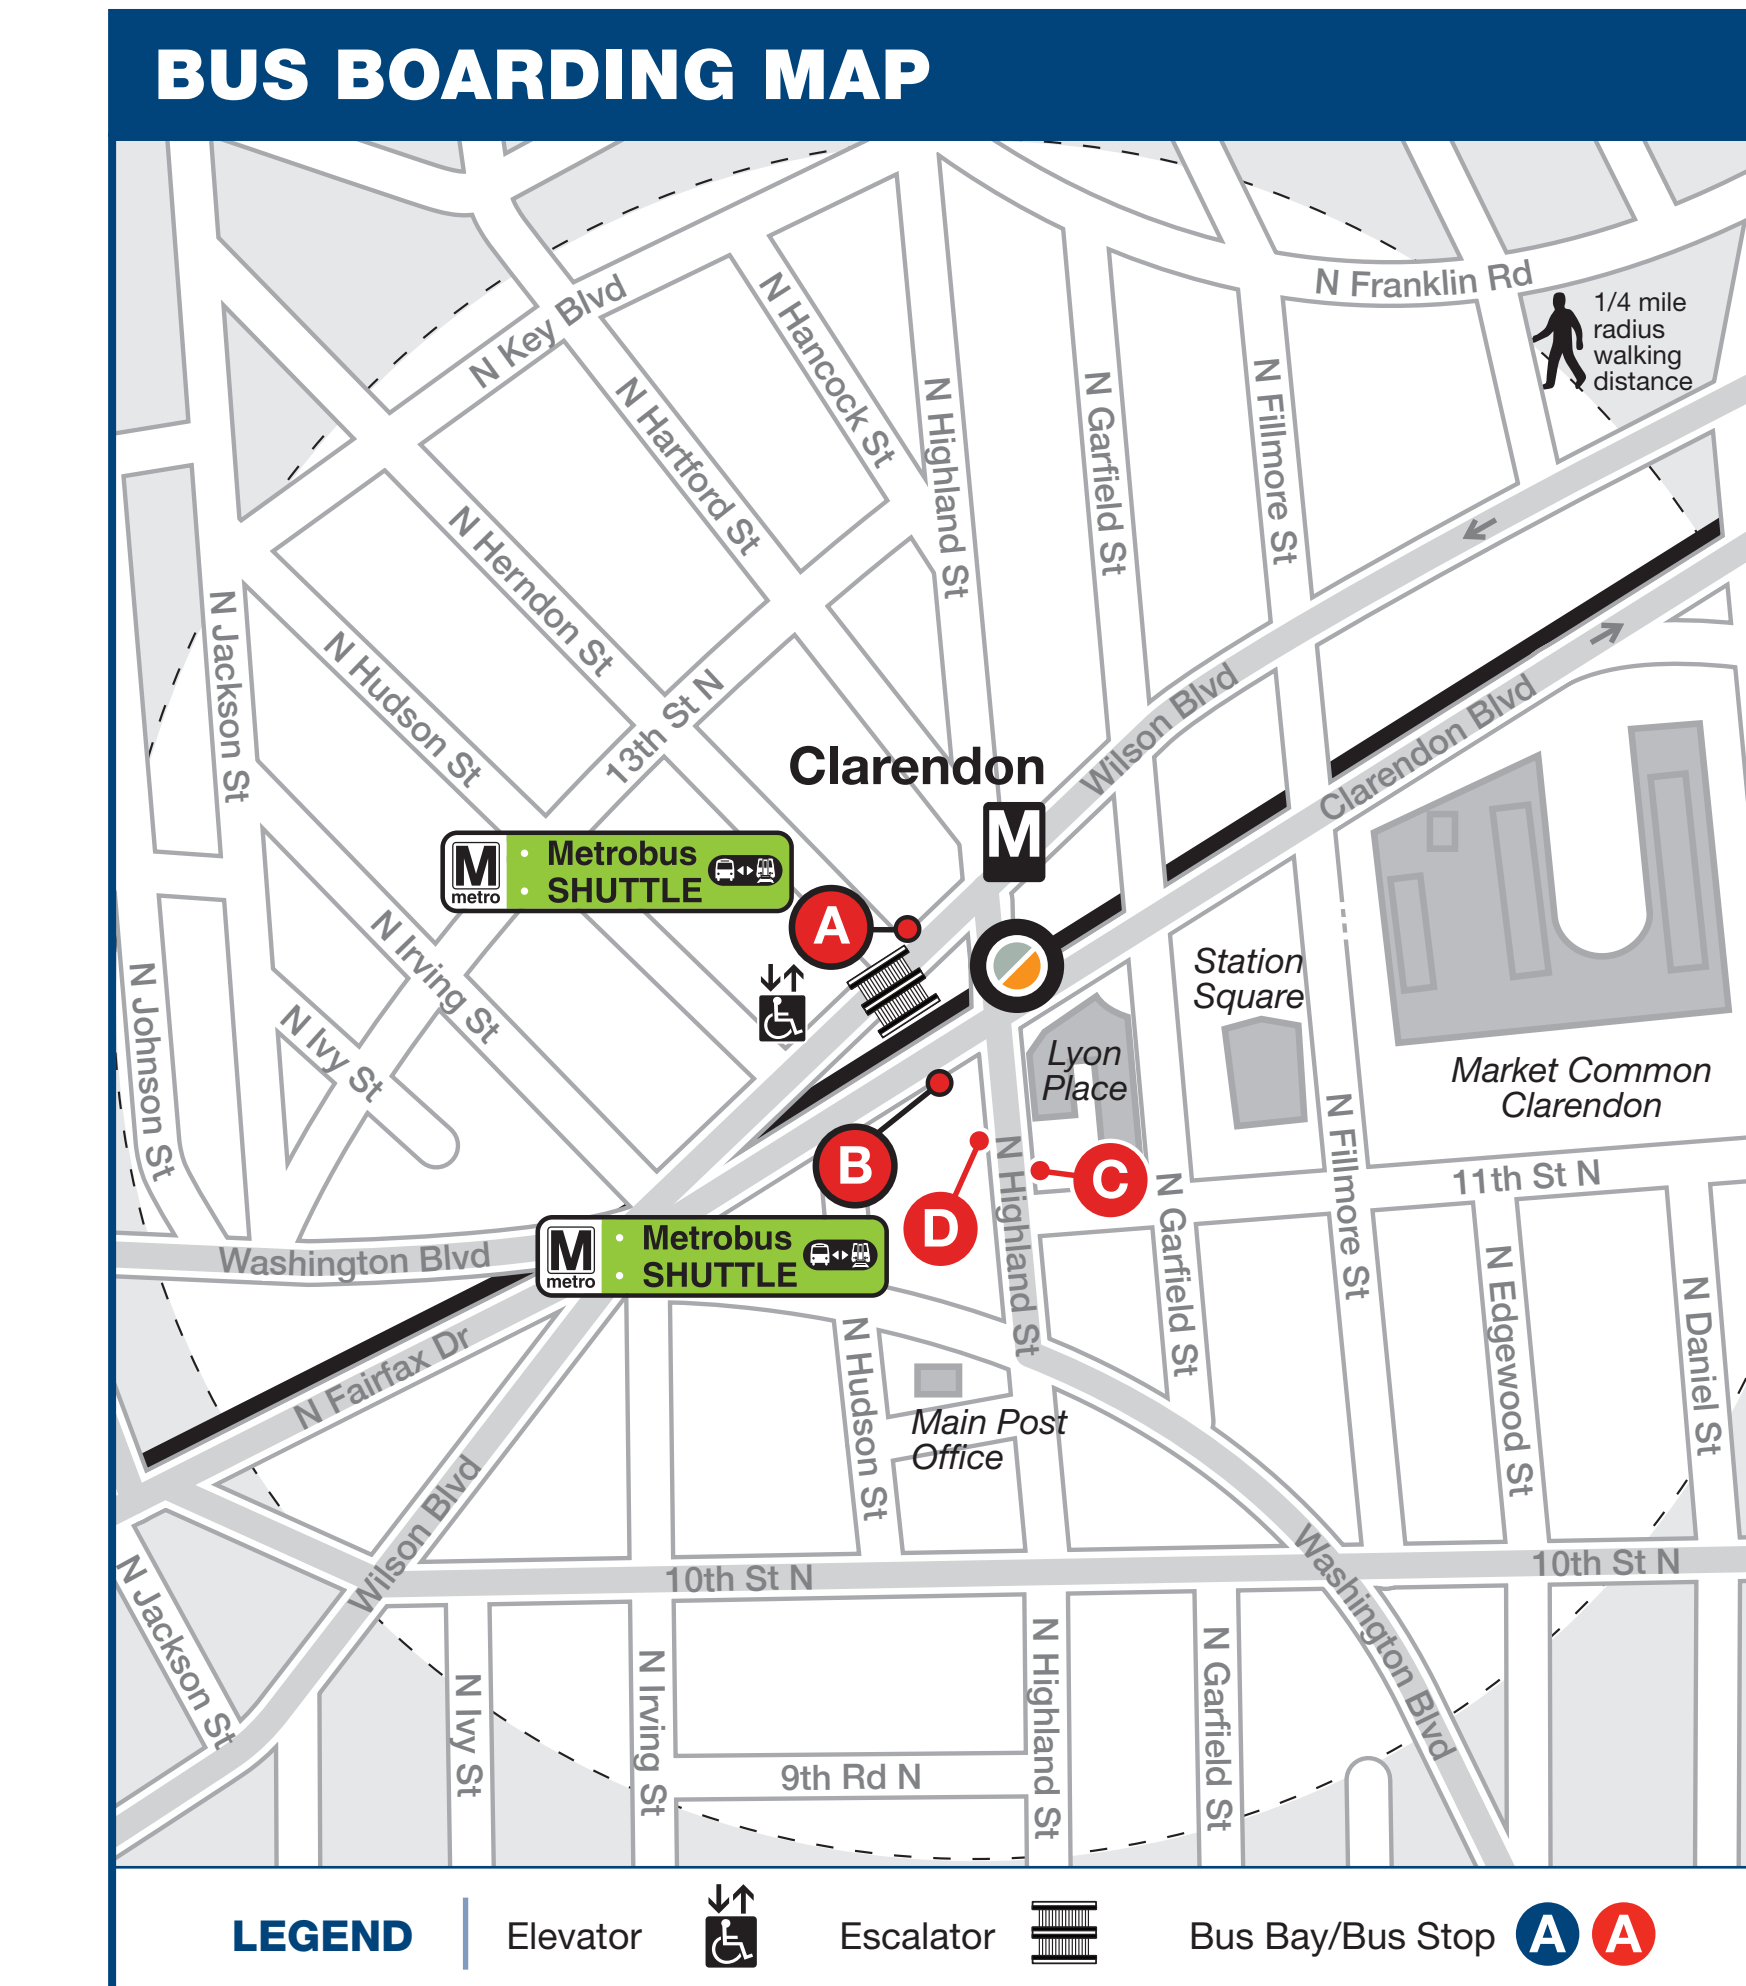 BUS BOARDING MAP
N Franklin Rd
1/4 mile
radius
walking
distance
N Key Blvd
N Hancock St
N Hartford St
N Highland St
N Garfield St
N Fillmore St
N Herndon St
N Jackson St
N Hudson St
13th St N
Wilson Blvd
Clarendon Blvd
Clarendon
M
M
metro
· Metrobus
· SHUTTLE
A
N Irving St
N Ivy St
N Johnson St
Station
Square
Lyon
Place
Market Common
Clarendon
B
C
D
N Highland St
N Garfield St
N Fillmore St
11th St N
Washington Blvd
M
metro
· Metrobus
· SHUTTLE
N Edgewood St
N Daniel St
N Fairfax Dr
N Hudson St
Main Post
Office
Wilson Blvd
10th St N
10th St N
Washington Blvd
N Jackson St
N Ivy St
N Irving St
N Highland St
N Garfield St
9th Rd N
LEGEND
Elevator
Escalator
Bus Bay/Bus Stop
A
A